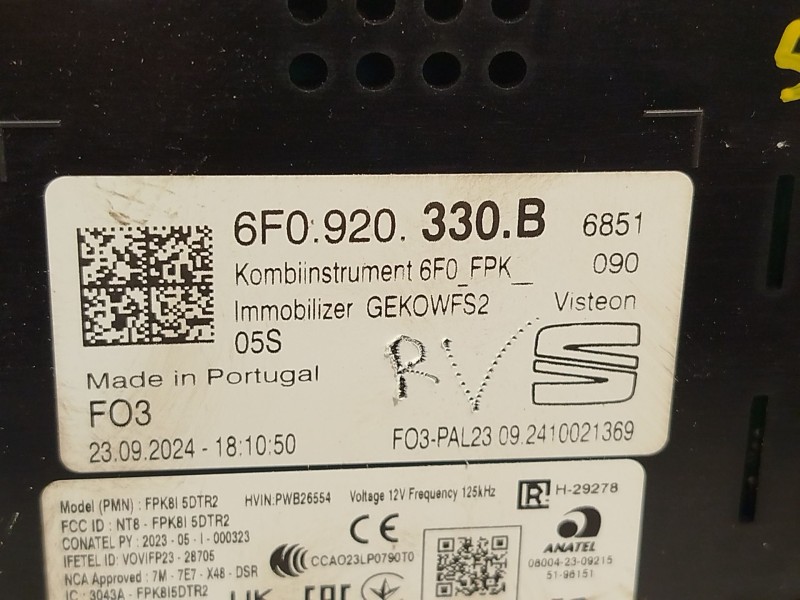 6F0.920. 330.B 6851
Kombiinstrument 6F0_FPK__ 090
Immobilizer GEKOWFS2 Visteon
05S
RV
Made in Portugal
FO3
23.09.2024 - 18:10:50 FO3-PAL23 09.2410021369
Model (PMN) : FPK8I 5DTR2 HVIN:PWB26554 Voltage 12V Frequency 125kHz R H-29278
FCC ID : NT8 - FPK8I 5DTR2
CONATEL PY : 2023 - 05 - I - 000323
IFETEL ID: VOVIFP23 - 28705 CCAO23LP0790T0 ANATEL
NCA Approved : 7M - 7E7 - X48 - DSR 08004-23-09215
IC : 3043A - FPK8I5DTR2 51-98151